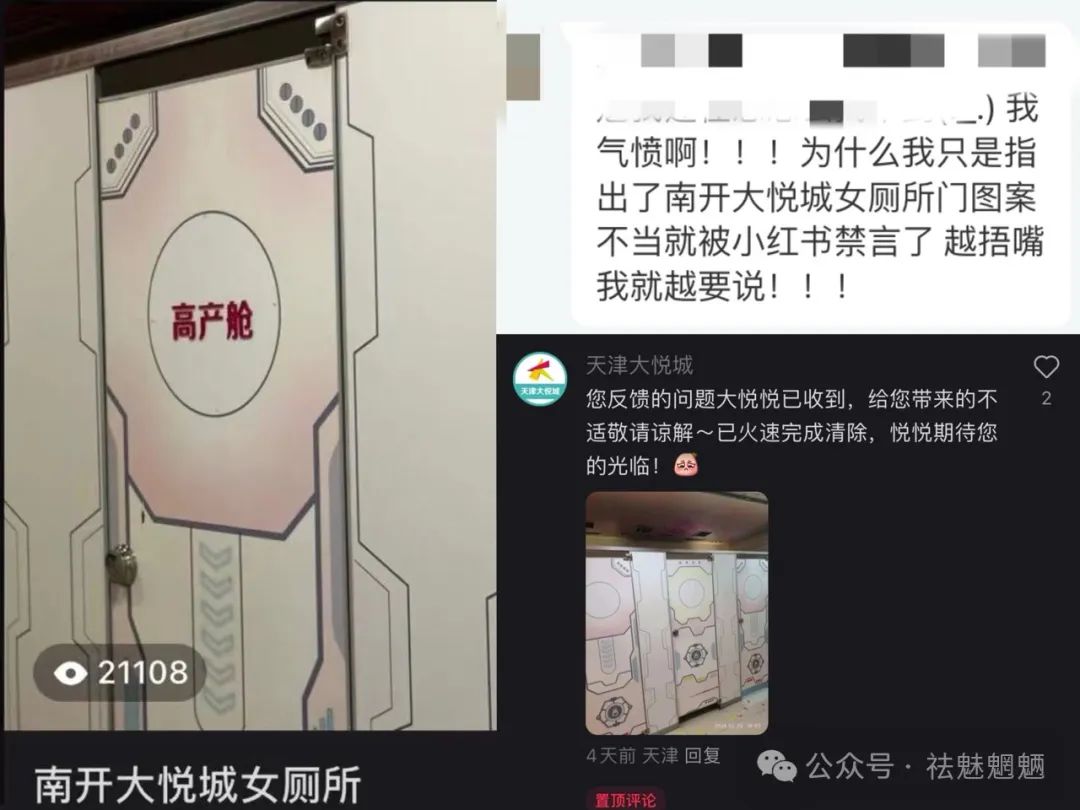 高产舱
21108
南开大悦城女厕所
.) 我
气愤啊！！！为什么我只是指
出了南开大悦城女厕所门图案
不当就被小红书禁言了 越捂嘴
我就越要说！！！
天津大悦城
天津大悦城
您反馈的问题大悦悦已收到，给您带来的不
适敬请谅解～已火速完成清除，悦悦期待您
的光临！
2
4天前 天津 回复
置顶评论
公众号 · 祛魅魍魉